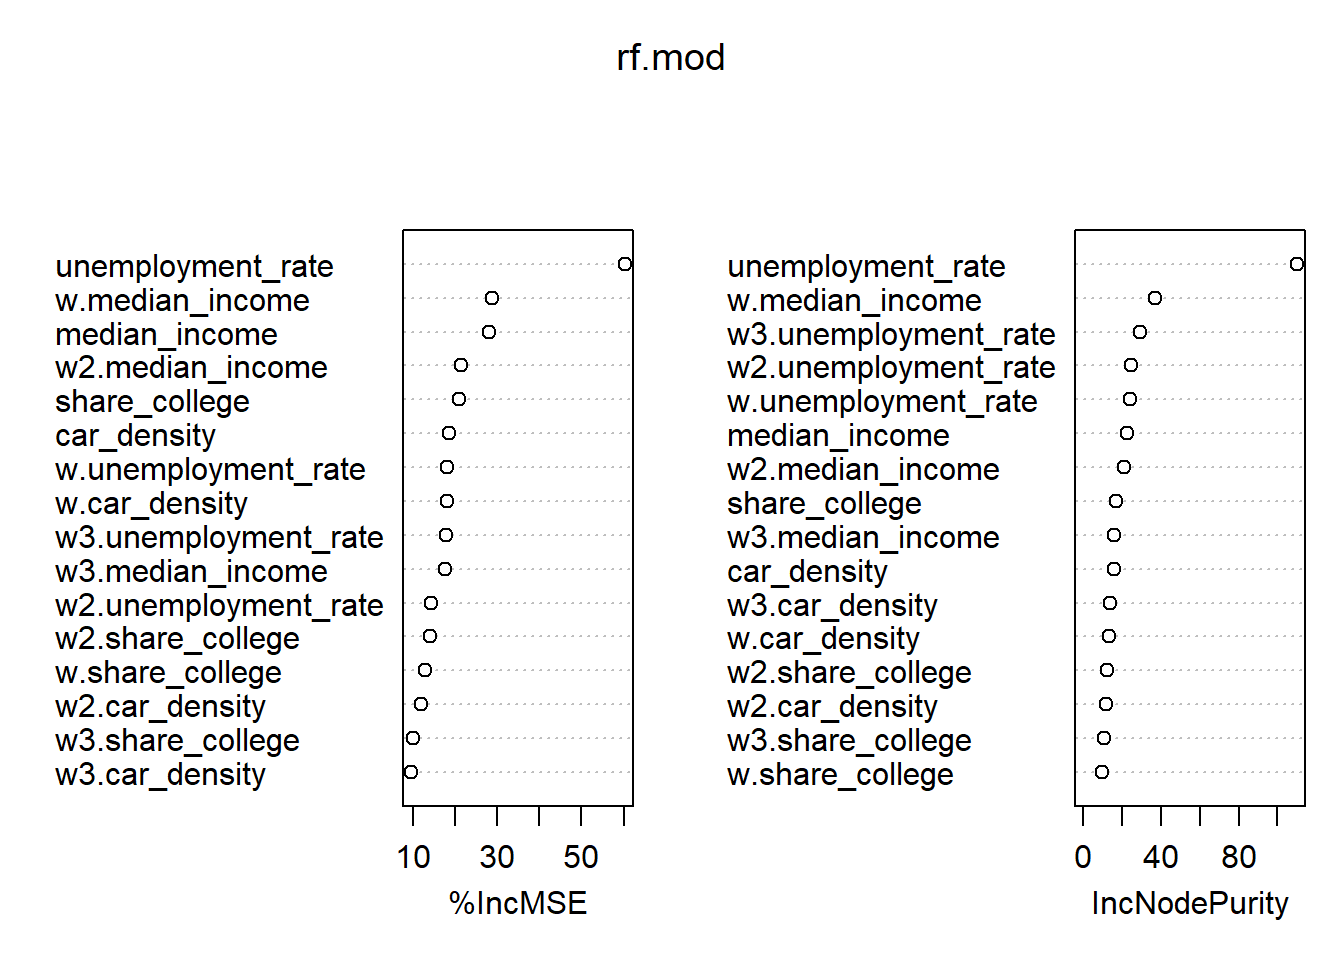 rf.mod
unemployment_rate
w.median_income
median_income
w2.median_income
share_college
car_density
w.unemployment_rate
w.car_density
w3.unemployment_rate
w3.median_income
w2.unemployment_rate
w2.share_college
w.share_college
w2.car_density
w3.share_college
w3.car_density
10 30 50
%IncMSE
unemployment_rate
w.median_income
w3.unemployment_rate
w2.unemployment_rate
w.unemployment_rate
median_income
w2.median_income
share_college
w3.median_income
car_density
w3.car_density
w.car_density
w2.share_college
w2.car_density
w3.share_college
w.share_college
0 40 80
IncNodePurity